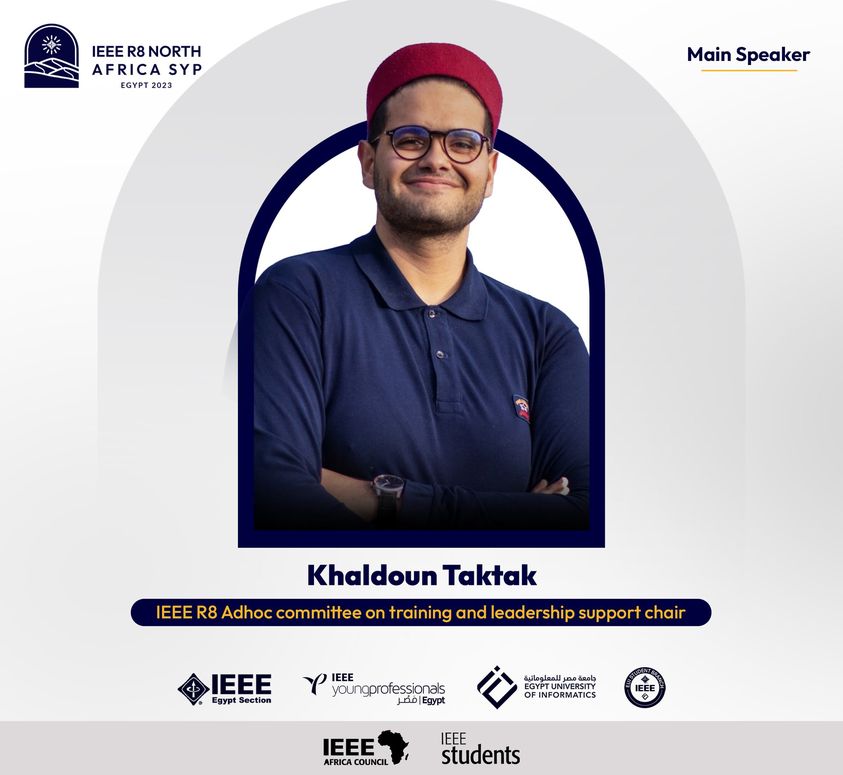 IEEE R8 NORTH
AFRICA SYP
EGYPT 2023
Main Speaker
Khaldoun Taktak
IEEE R8 Adhoc committee on training and leadership support chair
IEEE
Egypt Section
IEEE
youngprofessionals
مصر | Egypt
جامعة مصر للمعلوماتية
EGYPT UNIVERSITY
OF INFORMATICS
IEEE
IEEE
AFRICA COUNCIL
IEEE
students